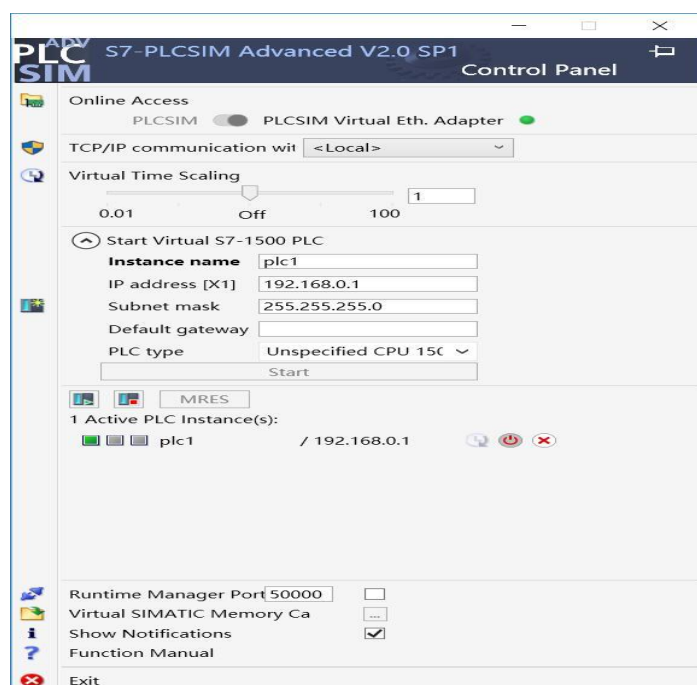 PLC ADV S7-PLCSIM Advanced V2.0 SP1
SIM Control Panel
Online Access
PLCSIM PLCSIM Virtual Eth. Adapter
TCP/IP communication wit <Local>
Virtual Time Scaling
1
0.01 Off 100
Start Virtual S7-1500 PLC
Instance name plc1
IP address [X1] 192.168.0.1
Subnet mask 255.255.255.0
Default gateway
PLC type Unspecified CPU 150
Start
MRES
1 Active PLC Instance(s):
plc1 / 192.168.0.1
Runtime Manager Port 50000
Virtual SIMATIC Memory Ca ...
Show Notifications
Function Manual
Exit